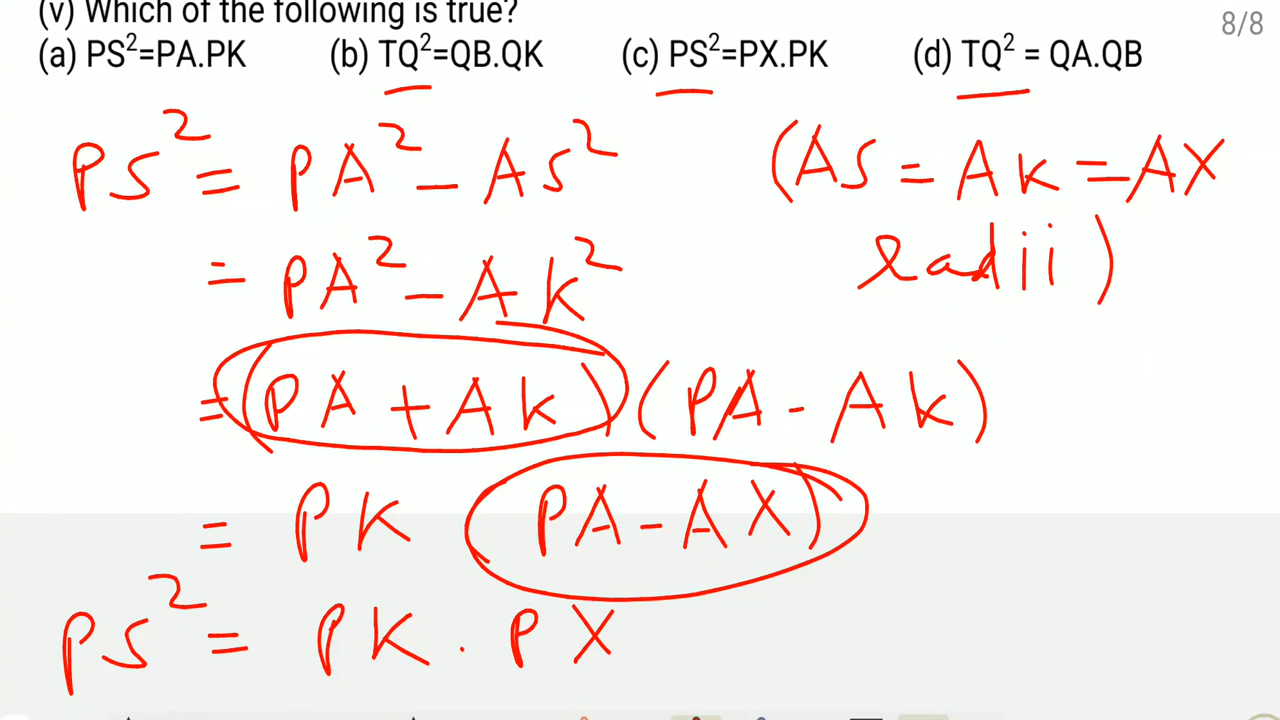 (v) Which of the following is true?
8/8
(a) PS²=PA.PK (b) TQ²=QB.QK (c) PS²=PX.PK (d) TQ² = QA.QB
PS² = PA² - AS² (AS = AK = AX
= PA² - AK² radii)
= (PA + AK) (PA - AK)
= PK (PA - AX)
PS² = PK . PX